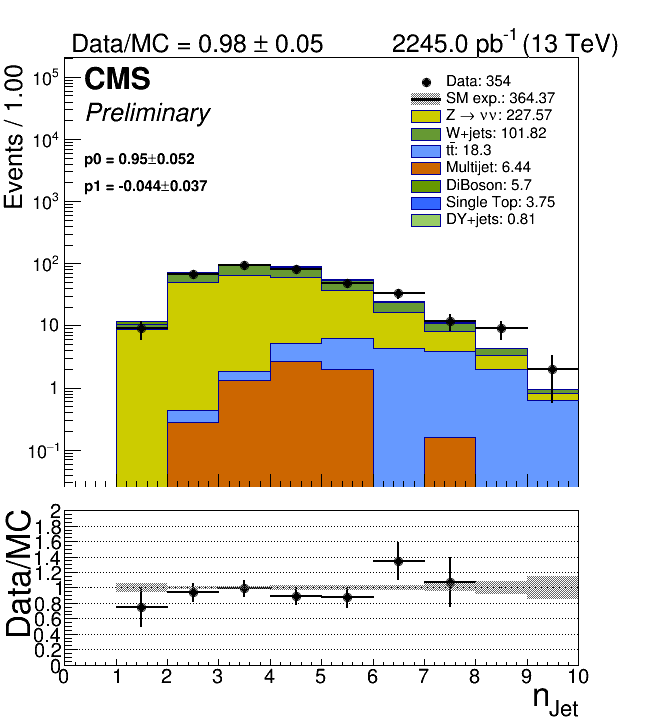 Data/MC = 0.98 ± 0.05
2245.0 pb⁻¹ (13 TeV)
Events / 1.00
CMS
Preliminary
p0 = 0.95±0.052
p1 = -0.044±0.037
Data: 354
SM exp.: 364.37
Z → νν: 227.57
W+jets: 101.82
tt̄: 18.3
Multijet: 6.44
DiBoson: 5.7
Single Top: 3.75
DY+jets: 0.81
10⁵
10⁴
10³
10²
10
1
10⁻¹
Data/MC
2
1.8
1.6
1.4
1.2
1
0.8
0.6
0.4
0.2
0
0 1 2 3 4 5 6 7 8 9 10
n_Jet